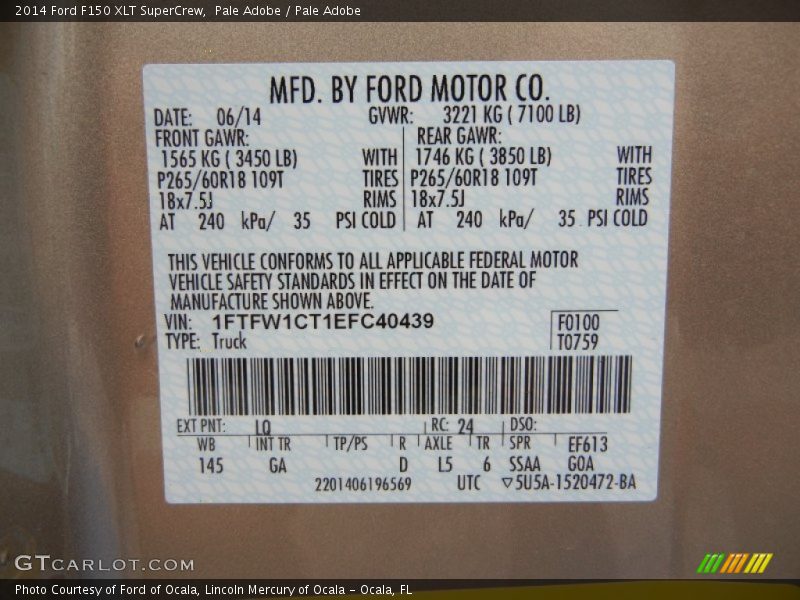 2014 Ford F150 XLT SuperCrew,  Pale Adobe / Pale Adobe
MFD. BY FORD MOTOR CO.
DATE: 06/14 GVWR: 3221 KG ( 7100 LB)
FRONT GAWR: REAR GAWR:
1565 KG ( 3450 LB) WITH 1746 KG ( 3850 LB) WITH
P265/60R18 109T TIRES P265/60R18 109T TIRES
18x7.5J RIMS 18x7.5J RIMS
AT 240 kPa/ 35 PSI COLD AT 240 kPa/ 35 PSI COLD
THIS VEHICLE CONFORMS TO ALL APPLICABLE FEDERAL MOTOR
VEHICLE SAFETY STANDARDS IN EFFECT ON THE DATE OF
MANUFACTURE SHOWN ABOVE.
VIN: 1FTFW1CT1EFC40439 F0100
TYPE: Truck T0759
EXT PNT: LQ RC: 24 DSO:
WB INT TR TP/PS R AXLE TR SPR EF613
145 GA D L5 6 SSAA GOA
2201406196569 UTC ▽5U5A-1520472-BA
GTCARLOT.COM
Photo Courtesy of Ford of Ocala, Lincoln Mercury of Ocala – Ocala, FL